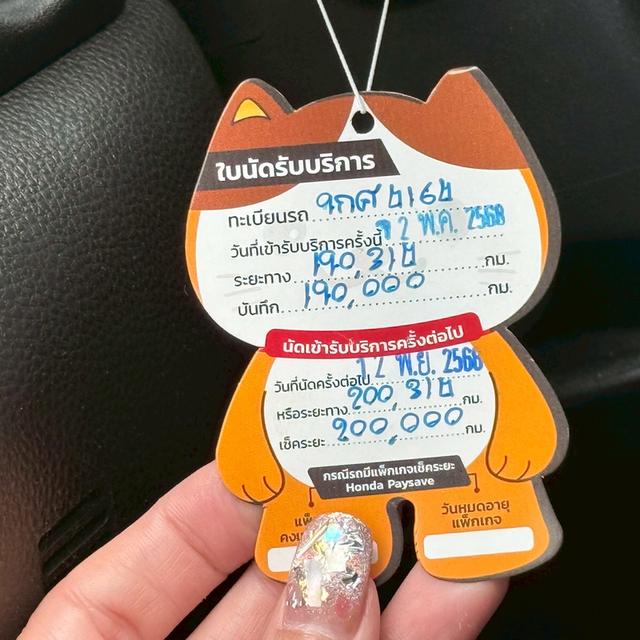 ใบนัดรับบริการ
ทะเบียนรถ 9กศ 4164
วันที่เข้ารับบริการครั้งนี้ 12 พ.ค. 2568
ระยะทาง 190,314 กม.
บันทึก 190,000 กม.
นัดเข้ารับบริการครั้งต่อไป
วันที่นัดครั้งต่อไป 12 พ.ย. 2568
หรือระยะทาง 200,314 กม.
เช็คระยะ 200,000 กม.
กรณีรถมีแพ็กเกจเช็คระยะ
Honda Paysave
วันหมดอายุ
แพ็กเกจ